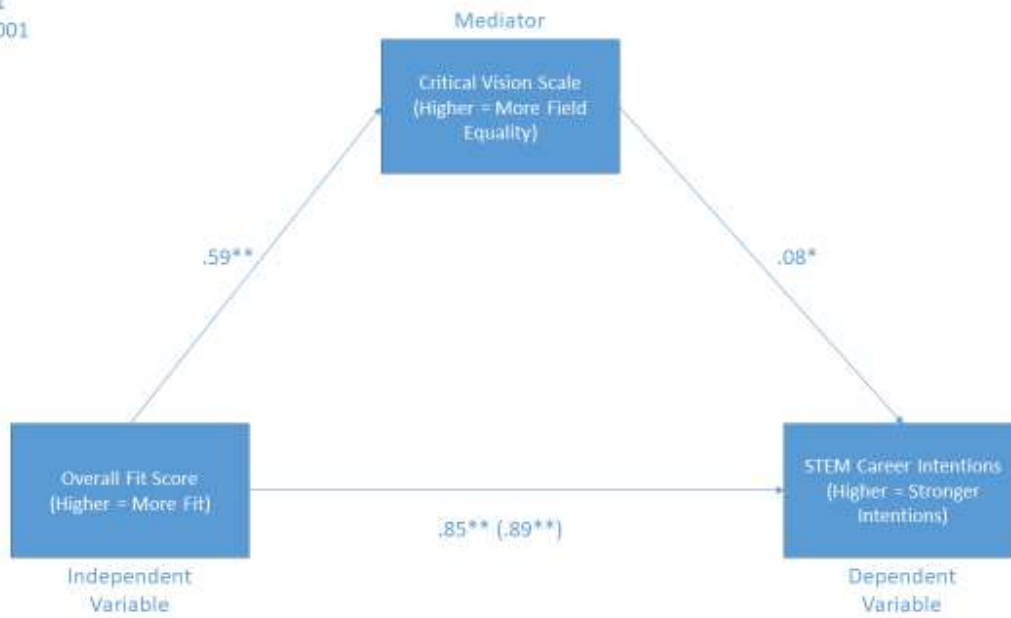 001
Mediator
Critical Vision Scale
(Higher = More Field
Equality)
.59**
.08*
Overall Fit Score
(Higher = More Fit)
STEM Career Intentions
(Higher = Stronger
Intentions)
.85** (.89**)
Independent
Variable
Dependent
Variable